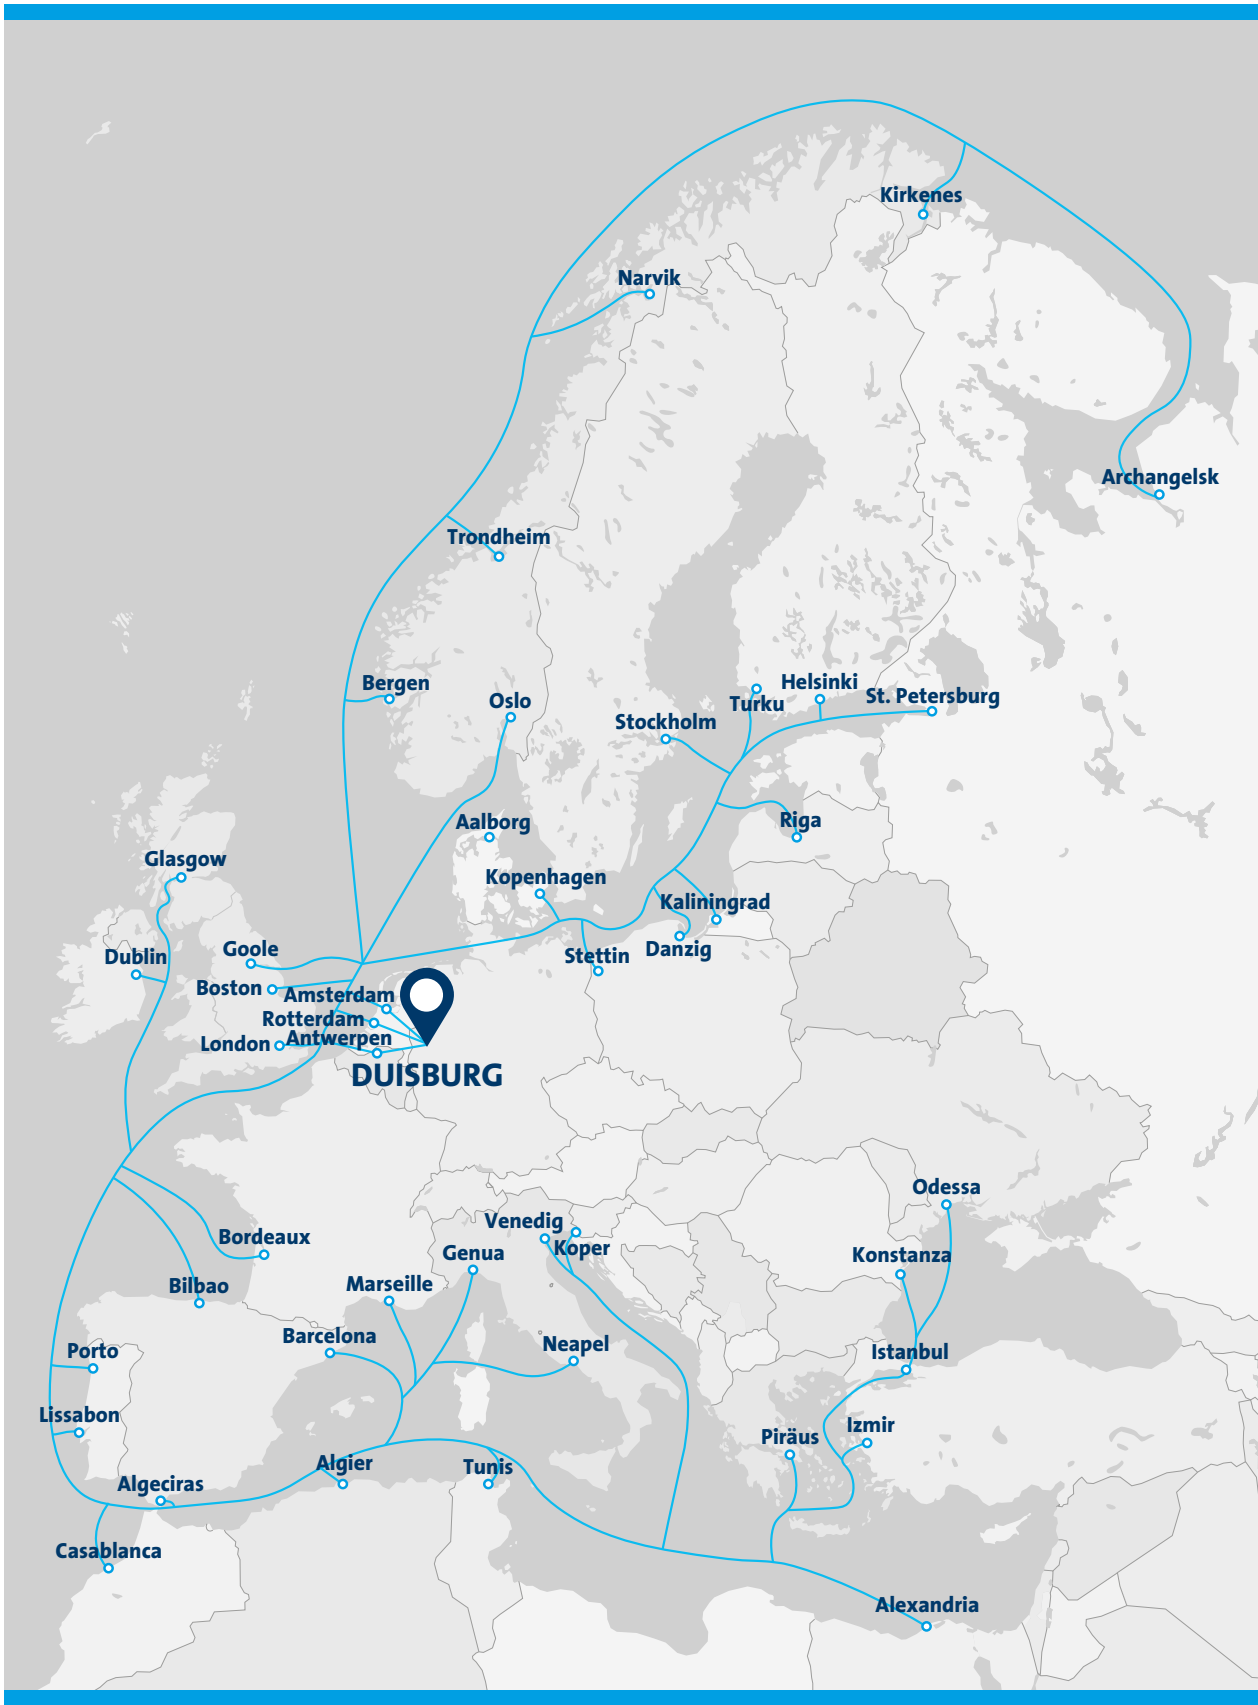 Kirkenes
Narvik
Archangelsk
Trondheim
Bergen
Oslo
Helsinki
St. Petersburg
Turku
Stockholm
Aalborg
Riga
Glasgow
Kopenhagen
Kaliningrad
Goole
Danzig
Dublin
Stettin
Boston
Amsterdam
Rotterdam
London
Antwerpen
DUISBURG
Odessa
Venedig
Bordeaux
Koper
Genua
Konstanza
Bilbao
Marseille
Barcelona
Neapel
Porto
Istanbul
Lissabon
Izmir
Piräus
Algier
Tunis
Algeciras
Casablanca
Alexandria